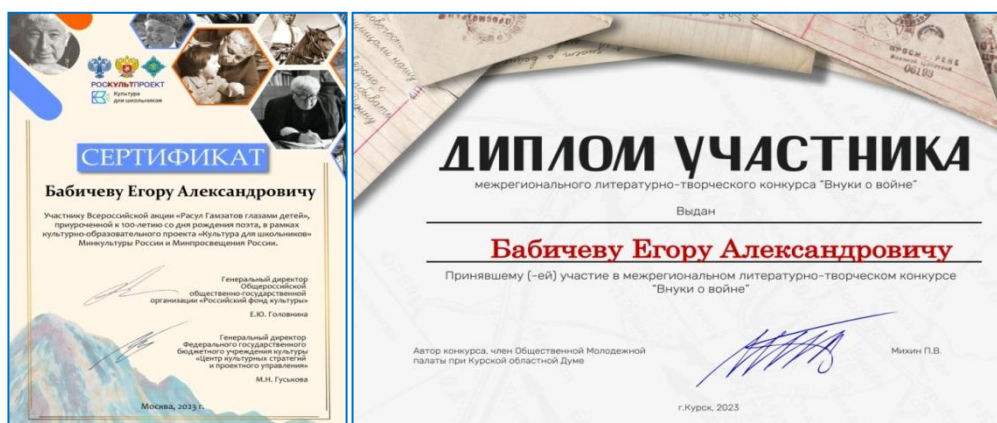 РОСКУЛЬТПРОЕКТ
Культура
для школьников
СЕРТИФИКАТ
Бабичеву Егору Александровичу
Участнику Всероссийской акции «Расул Гамзатов глазами детей»,
приуроченной к 100-летию со дня рождения поэта, в рамках
культурно-образовательного проекта «Культура для школьников»
Минкультуры России и Минпросвещения России.
Генеральный директор
Общероссийской
общественно-государственной
организации «Российский фонд культуры»
Е.Ю. Головнина
Генеральный директор
Федерального государственного
бюджетного учреждения культуры
«Центр культурных стратегий
и проектного управления»
М.Н. Гуськова
Москва, 2023 г.
06193
ДИПЛОМ УЧАСТНИКА
межрегионального литературно-творческого конкурса "Внуки о войне"
Выдан
Бабичеву Егору Александровичу
Принявшему (-ей) участие в межрегиональном литературно-творческом конкурсе
"Внуки о войне"
Автор конкурса, член Общественной Молодежной
палаты при Курской областной Думе
Михин П.В.
г.Курск, 2023